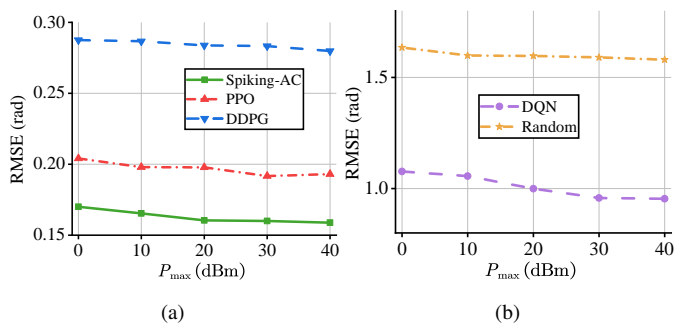 0.30
0.25
0.20
0.15
RMSE (rad)
Spiking-AC
PPO
DDPG
0 10 20 30 40
P_max (dBm)
(a)
1.5
1.0
RMSE (rad)
DQN
Random
0 10 20 30 40
P_max (dBm)
(b)